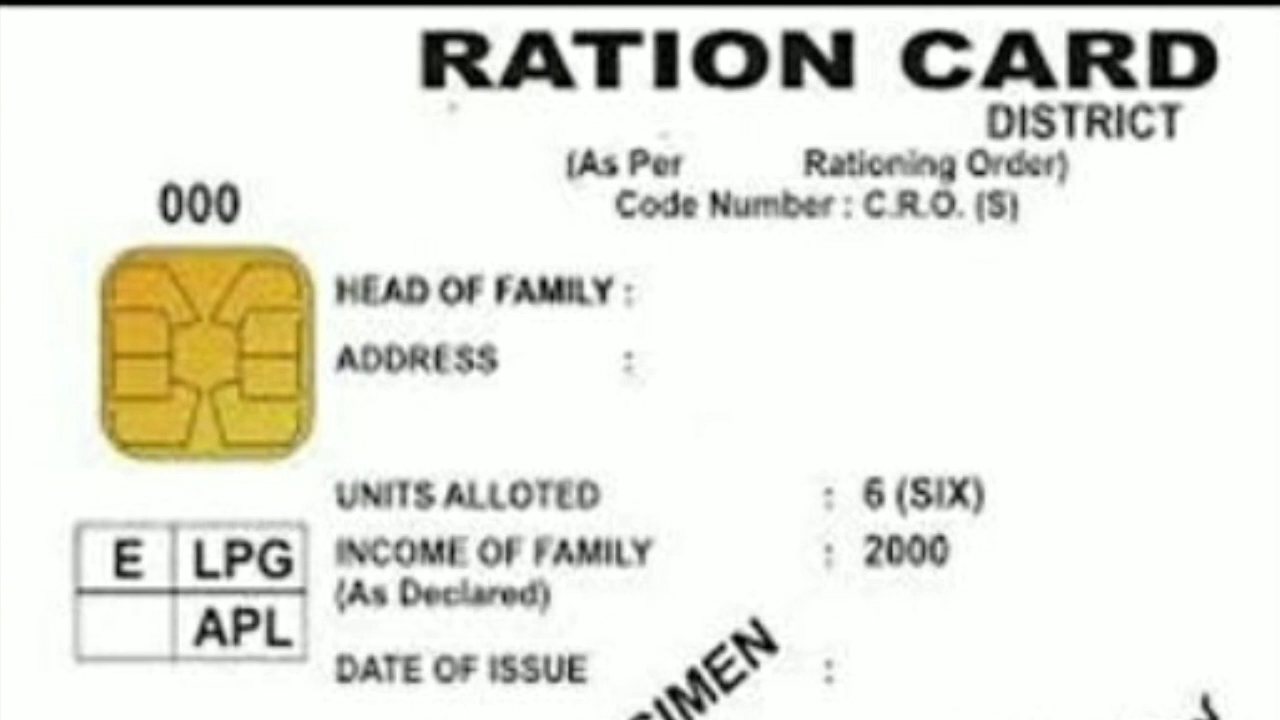 RATION CARD
DISTRICT
(As Per Rationing Order)
Code Number : C.R.O. (S)
000
HEAD OF FAMILY :
ADDRESS :
UNITS ALLOTED : 6 (SIX)
E LPG
INCOME OF FAMILY : 2000
(As Declared)
APL
DATE OF ISSUE :